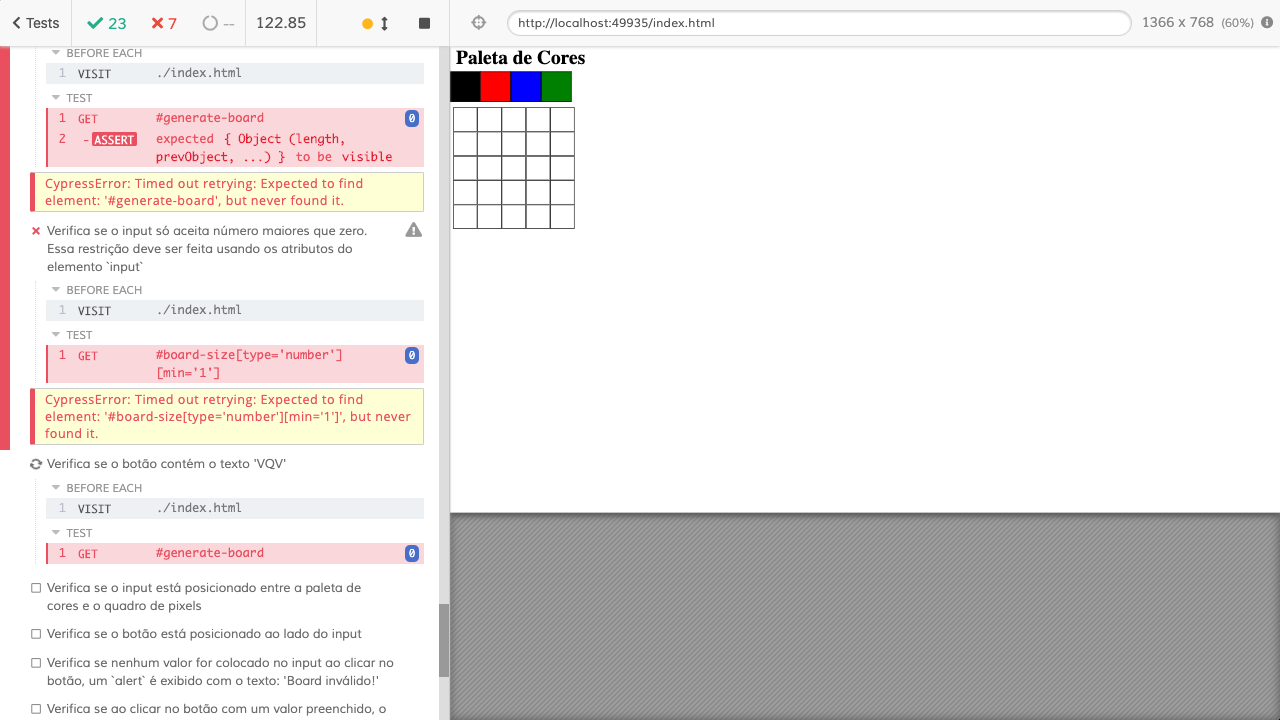 Tests 23 7 -- 122.85 http://localhost:49935/index.html 1366 x 768 (60%)
BEFORE EACH
1 VISIT ./index.html
TEST
1 GET #generate-board 0
2 -ASSERT expected { Object (length,
prevObject, ...) } to be visible
CypressError: Timed out retrying: Expected to find
element: '#generate-board', but never found it.
Verifica se o input só aceita número maiores que zero.
Essa restrição deve ser feita usando os atributos do
elemento `input`
BEFORE EACH
1 VISIT ./index.html
TEST
1 GET #board-size[type='number'] 0
[min='1']
CypressError: Timed out retrying: Expected to find
element: '#board-size[type='number'][min='1']', but never
found it.
Verifica se o botão contém o texto 'VQV'
BEFORE EACH
1 VISIT ./index.html
TEST
1 GET #generate-board 0
Verifica se o input está posicionado entre a paleta de
cores e o quadro de pixels
Verifica se o botão está posicionado ao lado do input
Verifica se nenhum valor for colocado no input ao clicar no
botão, um `alert` é exibido com o texto: 'Board inválido!'
Verifica se ao clicar no botão com um valor preenchido, o
Paleta de Cores